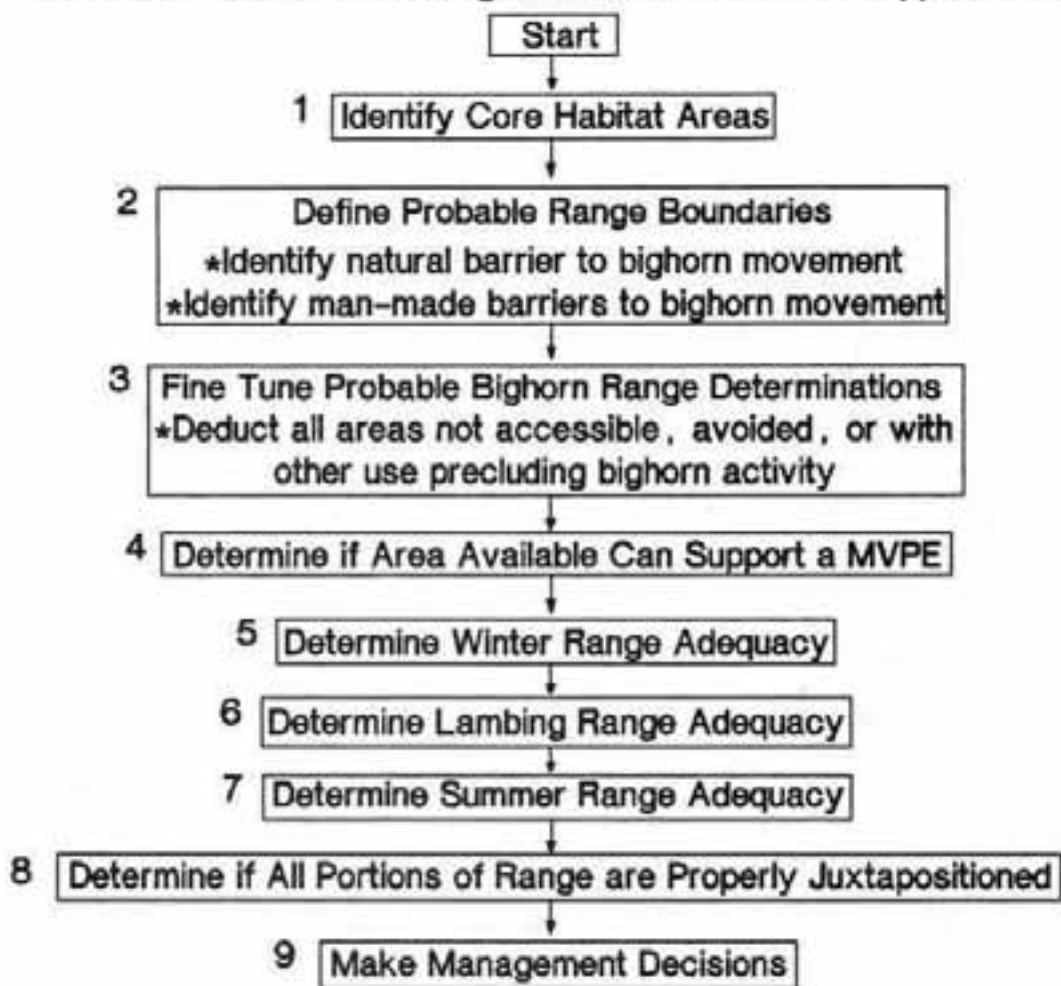 Start
1 Identify Core Habitat Areas
2 Define Probable Range Boundaries
*Identify natural barrier to bighorn movement
*Identify man-made barriers to bighorn movement
3 Fine Tune Probable Bighorn Range Determinations
*Deduct all areas not accessible, avoided, or with
other use precluding bighorn activity
4 Determine if Area Available Can Support a MVPE
5 Determine Winter Range Adequacy
6 Determine Lambing Range Adequacy
7 Determine Summer Range Adequacy
8 Determine if All Portions of Range are Properly Juxtapositioned
9 Make Management Decisions